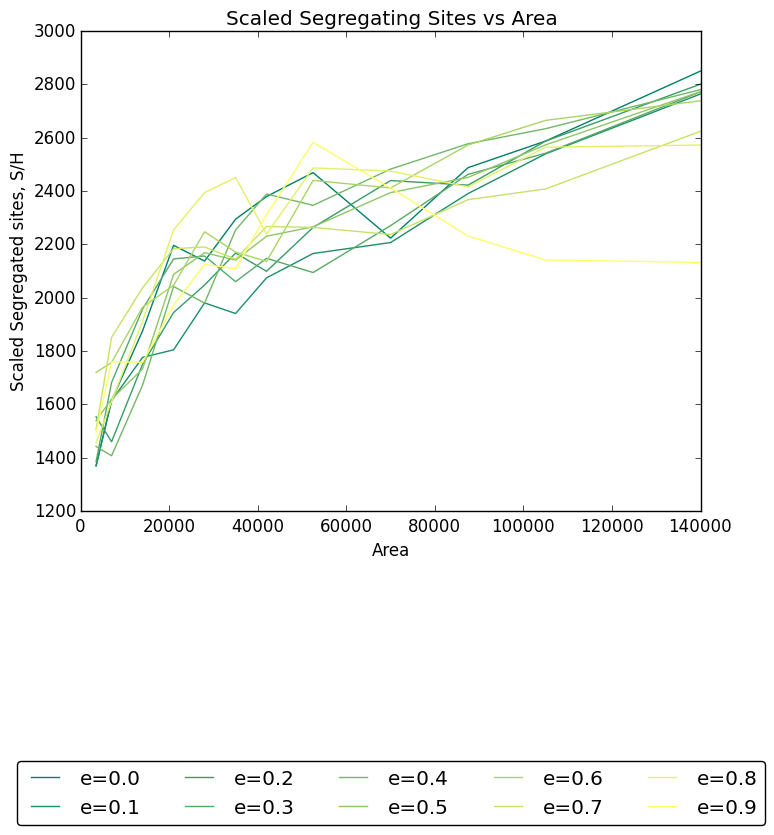 Scaled Segregating Sites vs Area
3000
2800
2600
2400
2200
2000
1800
1600
1400
1200
Scaled Segregated sites, S/H
0 20000 40000 60000 80000 100000 120000 140000
Area
e=0.0 e=0.2 e=0.4 e=0.6 e=0.8
e=0.1 e=0.3 e=0.5 e=0.7 e=0.9